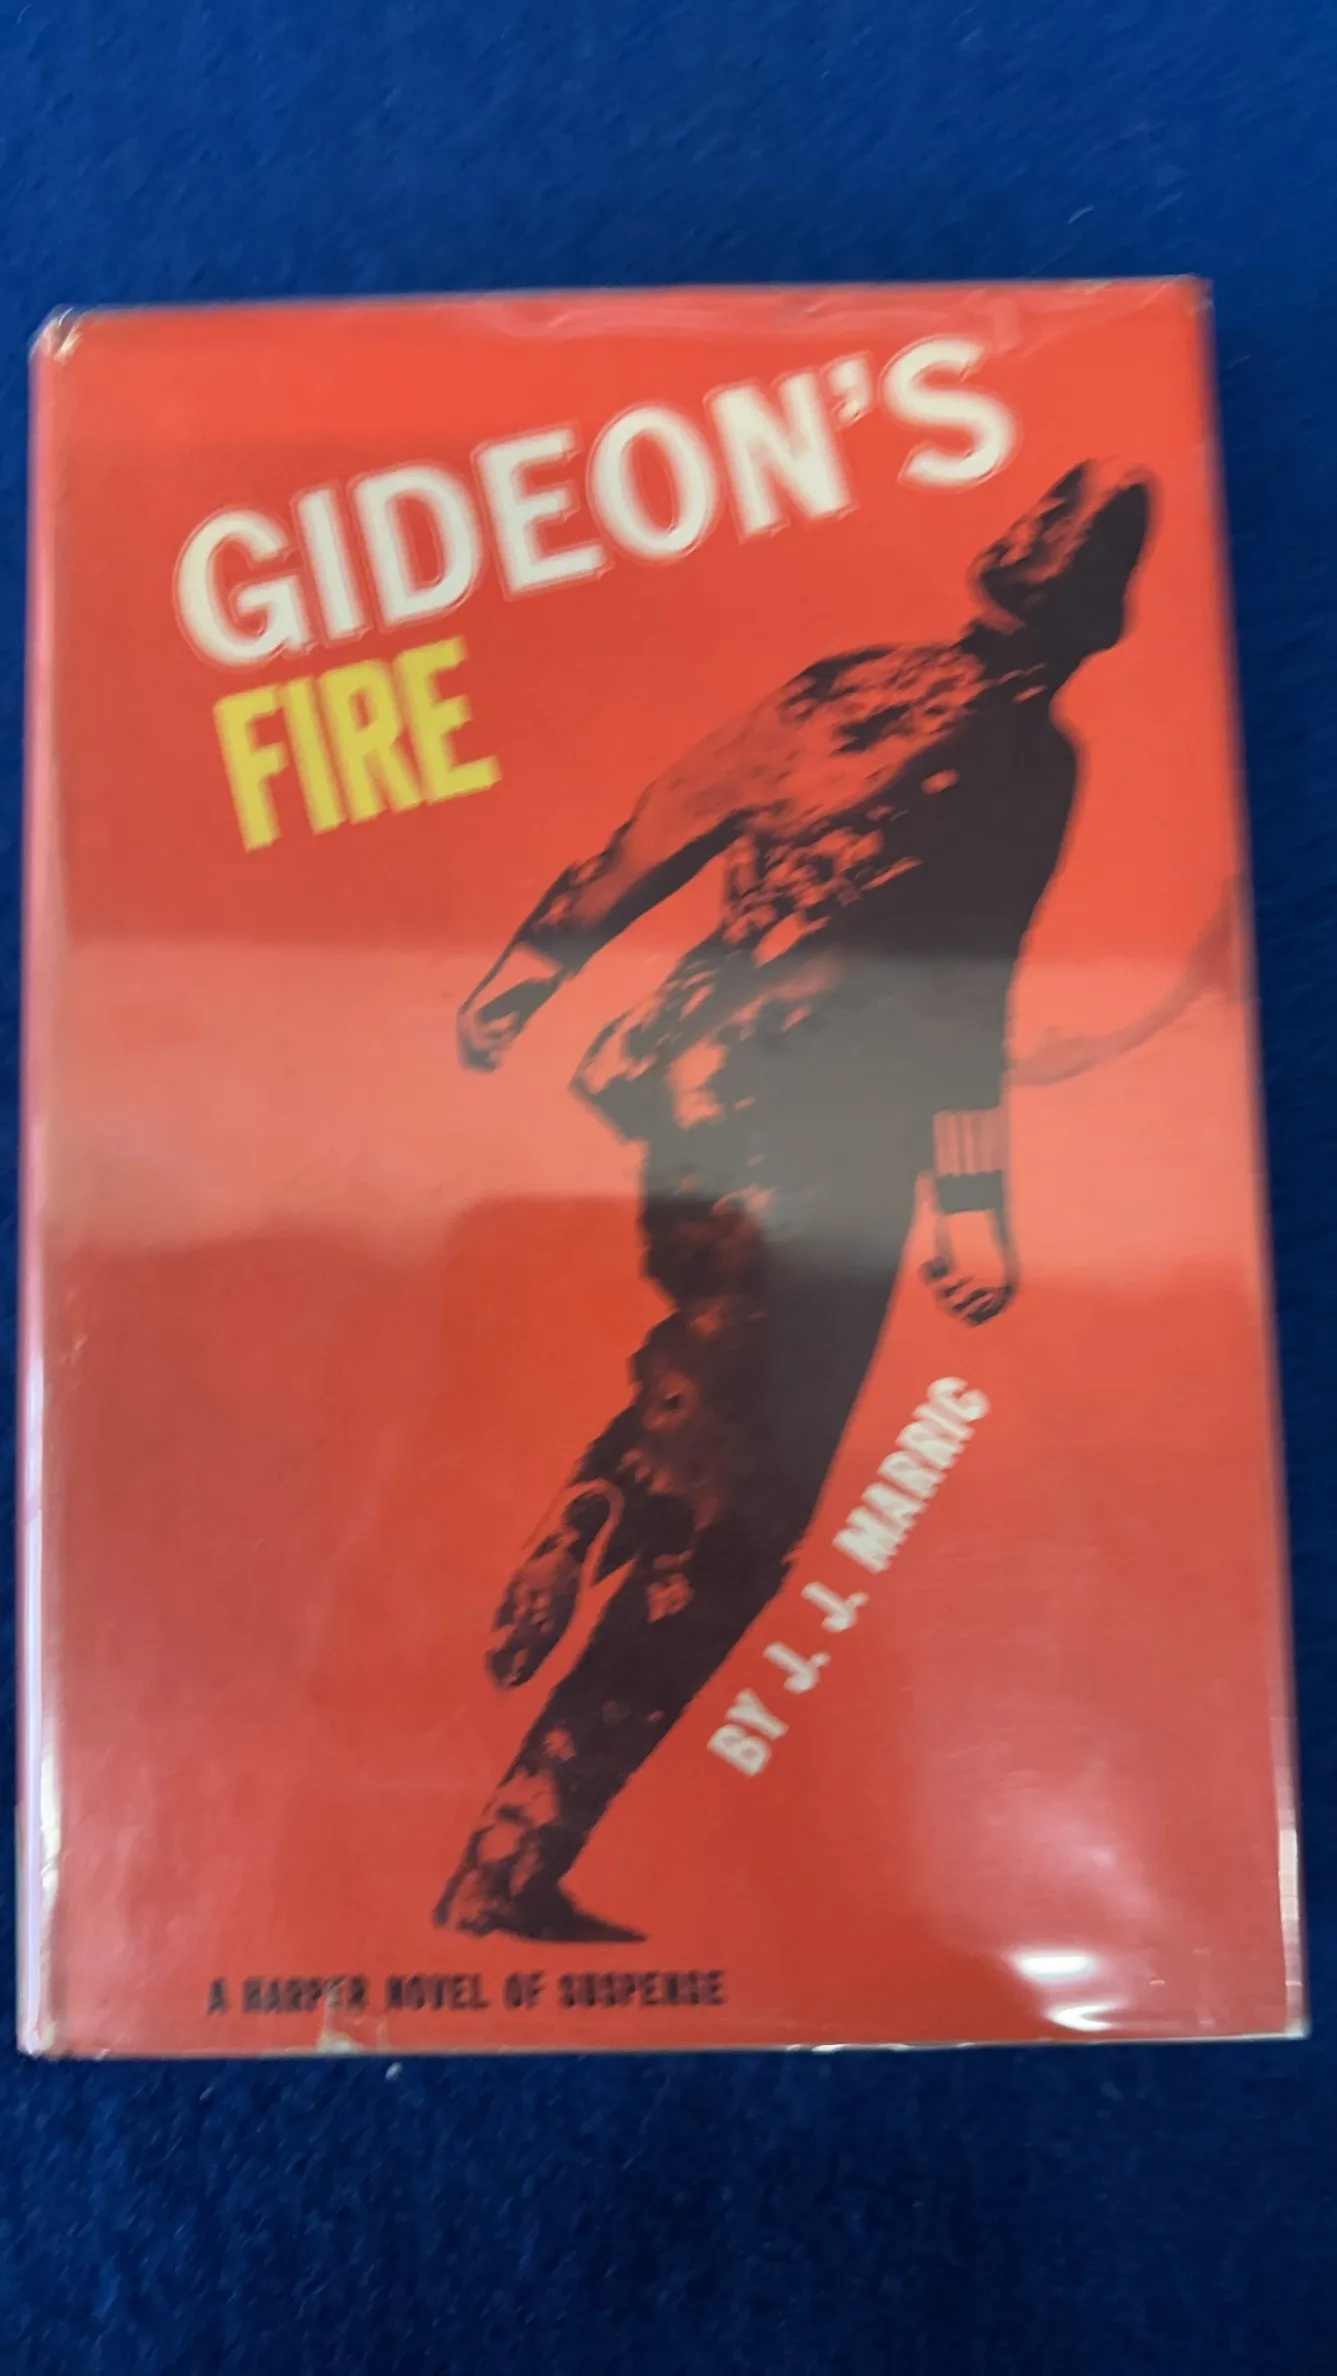 GIDEON'S
FIRE
BY J. J. MARRIC
A HARPER NOVEL OF SUSPENSE